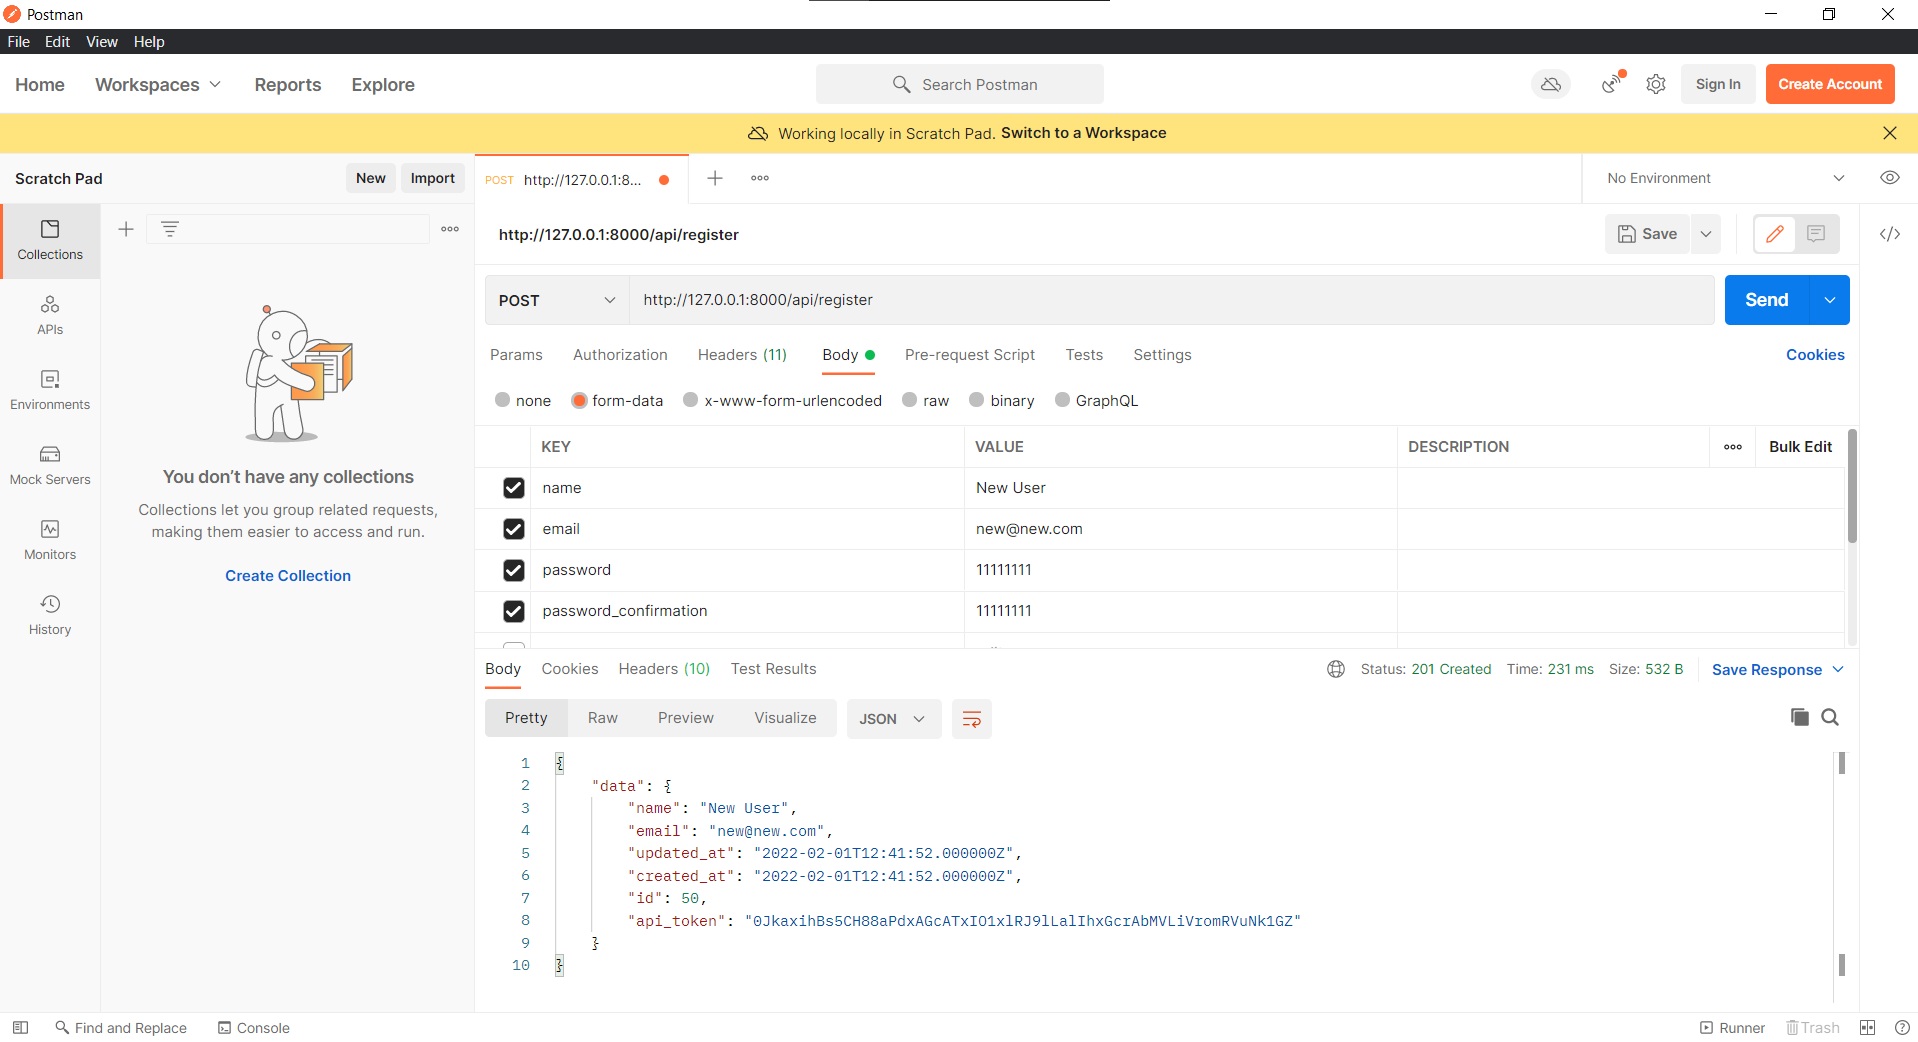 Postman
File Edit View Help
Home Workspaces Reports Explore Search Postman Sign In Create Account
Working locally in Scratch Pad. Switch to a Workspace
Scratch Pad New Import POST http://127.0.0.1:8... No Environment
Collections
APIs
Environments
Mock Servers
Monitors
History
You don’t have any collections
Collections let you group related requests,
making them easier to access and run.
Create Collection
http://127.0.0.1:8000/api/register Save
POST http://127.0.0.1:8000/api/register Send
Params Authorization Headers (11) Body Pre-request Script Tests Settings Cookies
none form-data x-www-form-urlencoded raw binary GraphQL
KEY VALUE DESCRIPTION Bulk Edit
name New User
email new@new.com
password 11111111
password_confirmation 11111111
Body Cookies Headers (10) Test Results Status: 201 Created Time: 231 ms Size: 532 B Save Response
Pretty Raw Preview Visualize JSON
1 {
2 "data": {
3 "name": "New User",
4 "email": "new@new.com",
5 "updated_at": "2022-02-01T12:41:52.000000Z",
6 "created_at": "2022-02-01T12:41:52.000000Z",
7 "id": 50,
8 "api_token": "0JkaxihBs5CH88aPdxAGcATxIO1xlRJ9lLalIhxGcrAbMVLiVromRVuNk1GZ"
9 }
10 }
Find and Replace Console Runner Trash